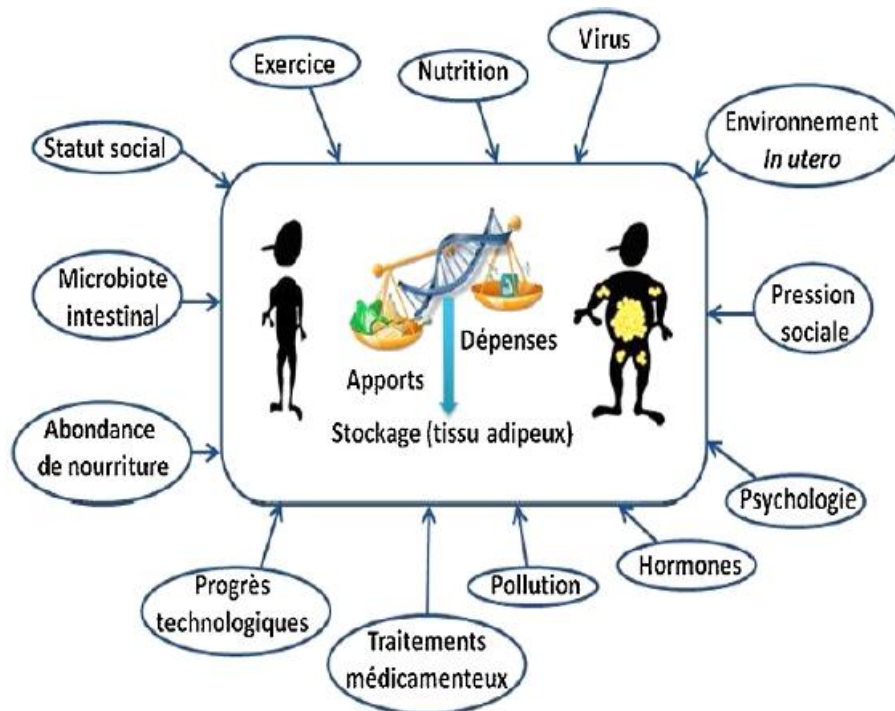 Virus
Exercice
Nutrition
Environnement
in utero
Statut social
Microbiote
intestinal
Pression
sociale
Dépenses
Apports
Stockage (tissu adipeux)
Abondance
de nourriture
Psychologie
Hormones
Pollution
Progrès
technologiques
Traitements
médicamenteux